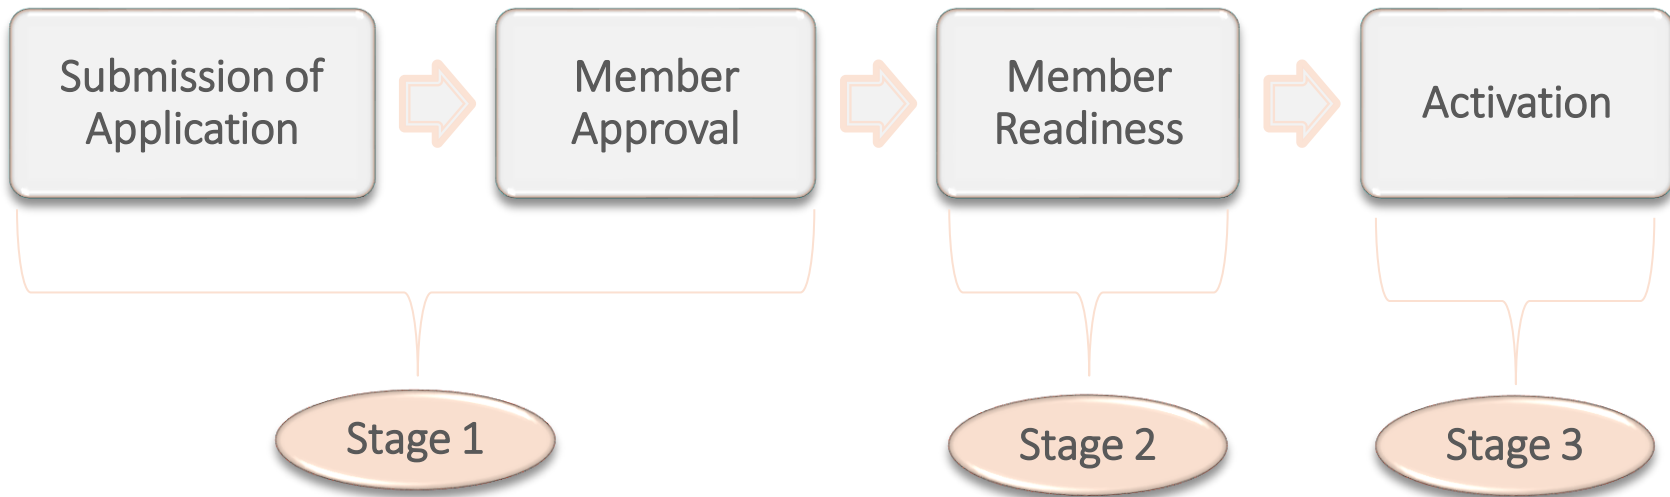 Submission of
Application
Member
Approval
Member
Readiness
Activation
Stage 1
Stage 2
Stage 3